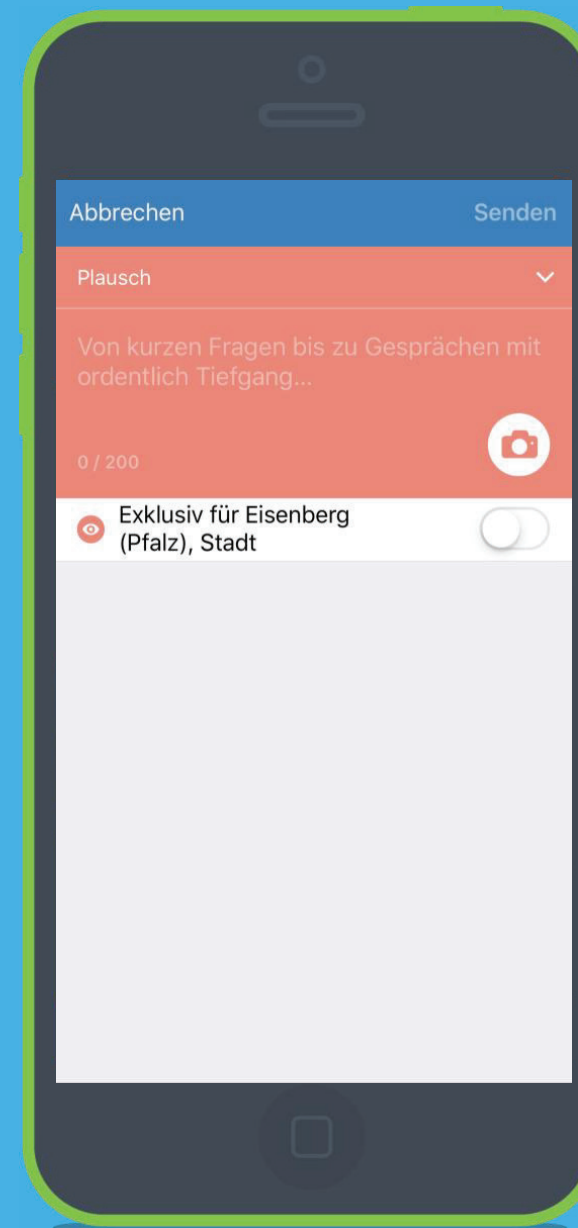 Abbrechen Senden
Plausch
Von kurzen Fragen bis zu Gesprächen mit
ordentlich Tiefgang...
0 / 200
Exklusiv für Eisenberg
(Pfalz), Stadt